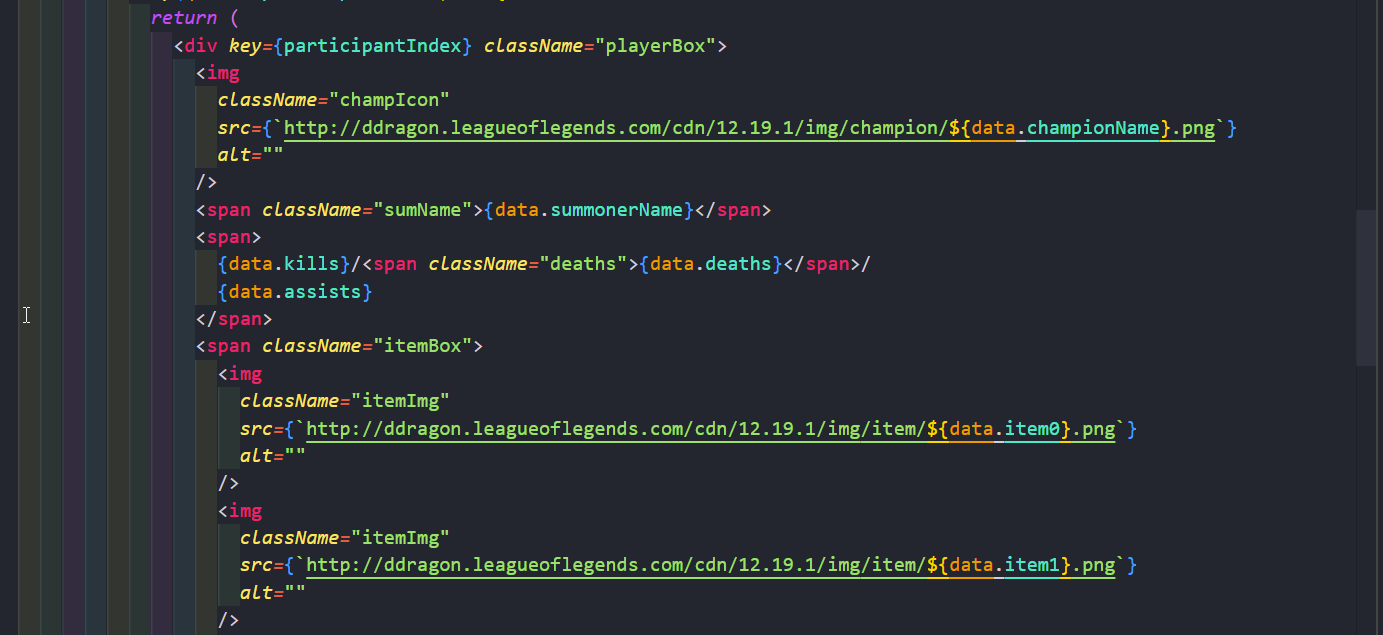 return (
<div key={participantIndex} className="playerBox">
<img
className="champIcon"
src={`http://ddragon.leagueoflegends.com/cdn/12.19.1/img/champion/${data.championName}.png`}
alt=""
/>
<span className="sumName">{data.summonerName}</span>
<span>
{data.kills}/<span className="deaths">{data.deaths}</span>/
{data.assists}
</span>
<span className="itemBox">
<img
className="itemImg"
src={`http://ddragon.leagueoflegends.com/cdn/12.19.1/img/item/${data.item0}.png`}
alt=""
/>
<img
className="itemImg"
src={`http://ddragon.leagueoflegends.com/cdn/12.19.1/img/item/${data.item1}.png`}
alt=""
/>